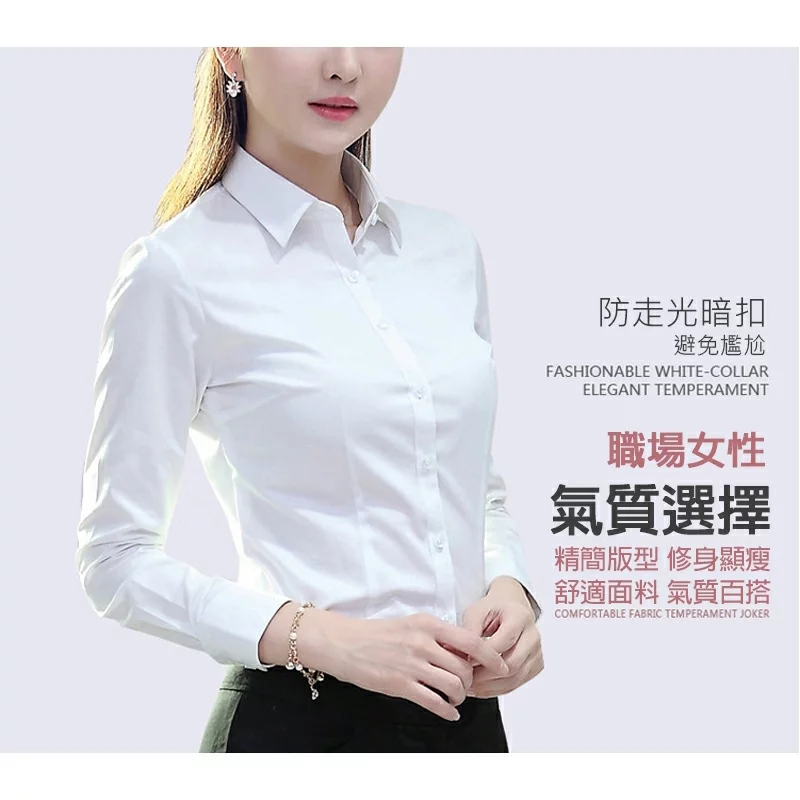 防走光暗扣
避免尷尬
FASHIONABLE WHITE-COLLAR
ELEGANT TEMPERAMENT
職場女性
氣質選擇
精簡版型 修身顯瘦
舒適面料 氣質百搭
COMFORTABLE FABRIC TEMPERAMENT JOKER